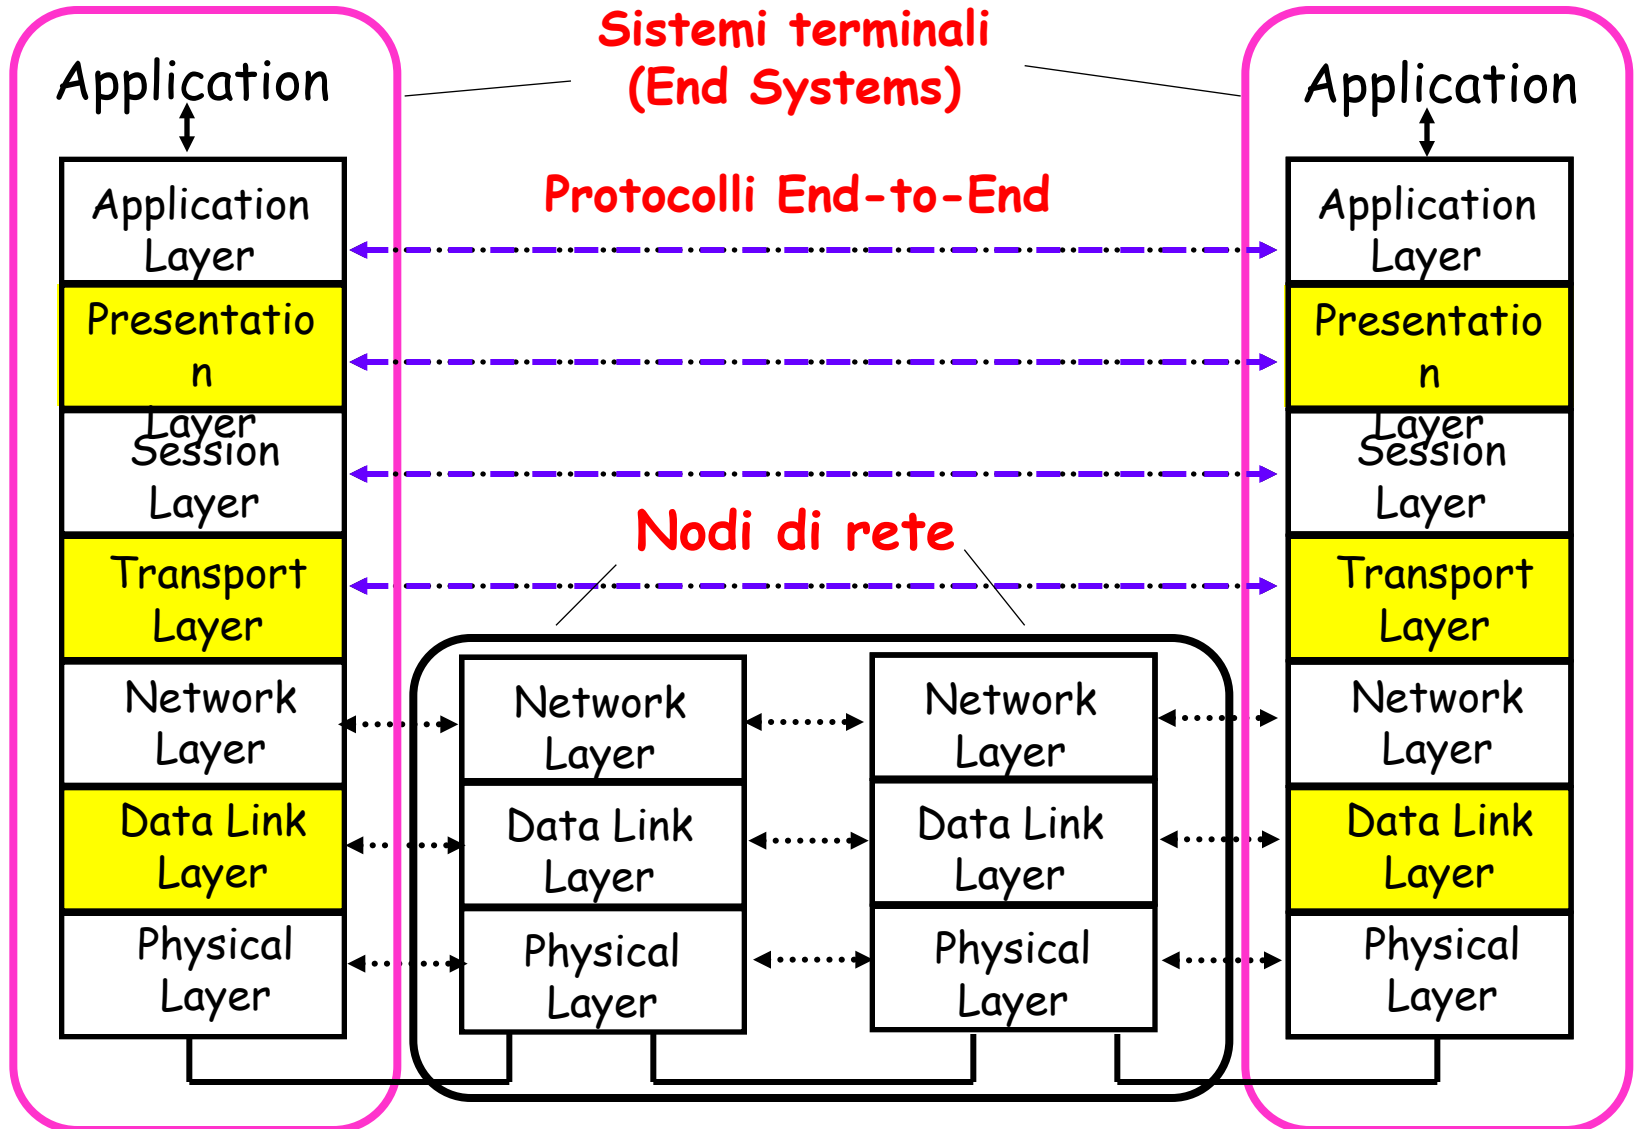 Sistemi terminali
(End Systems)
Application
Application
Protocolli End-to-End
Application
Layer
Presentatio
n
Layer
Session
Layer
Transport
Layer
Network
Layer
Data Link
Layer
Physical
Layer
Nodi di rete
Network
Layer
Data Link
Layer
Physical
Layer
Network
Layer
Data Link
Layer
Physical
Layer
Application
Layer
Presentatio
n
Layer
Session
Layer
Transport
Layer
Network
Layer
Data Link
Layer
Physical
Layer